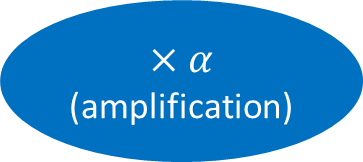 × α
(amplification)